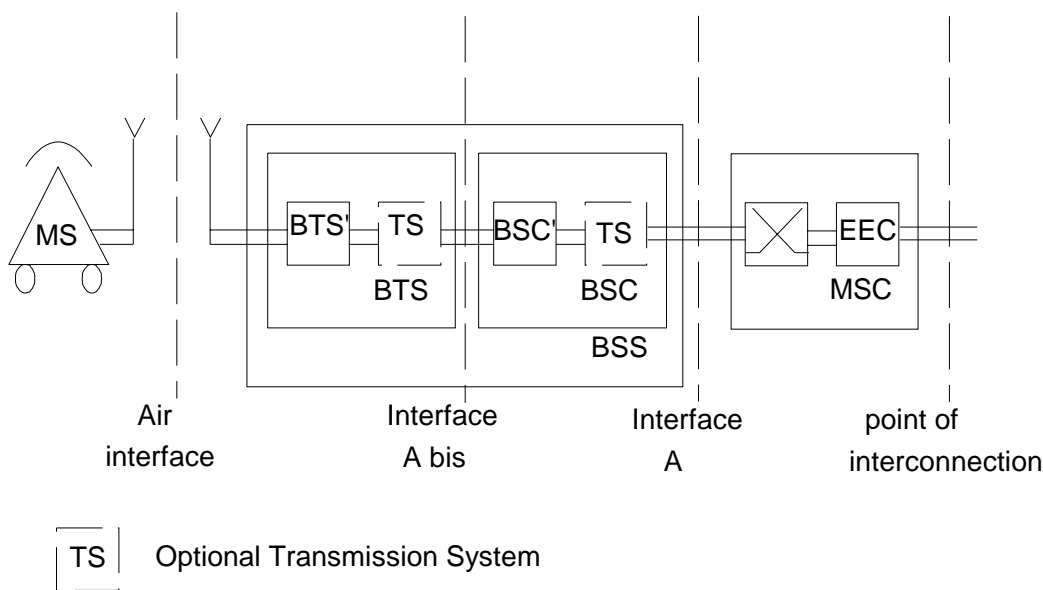 MS
BTS'
TS
BSC'
TS
EEC
BTS
BSC
MSC
BSS
Air
interface
Interface
A bis
Interface
A
point of
interconnection
TS
Optional Transmission System